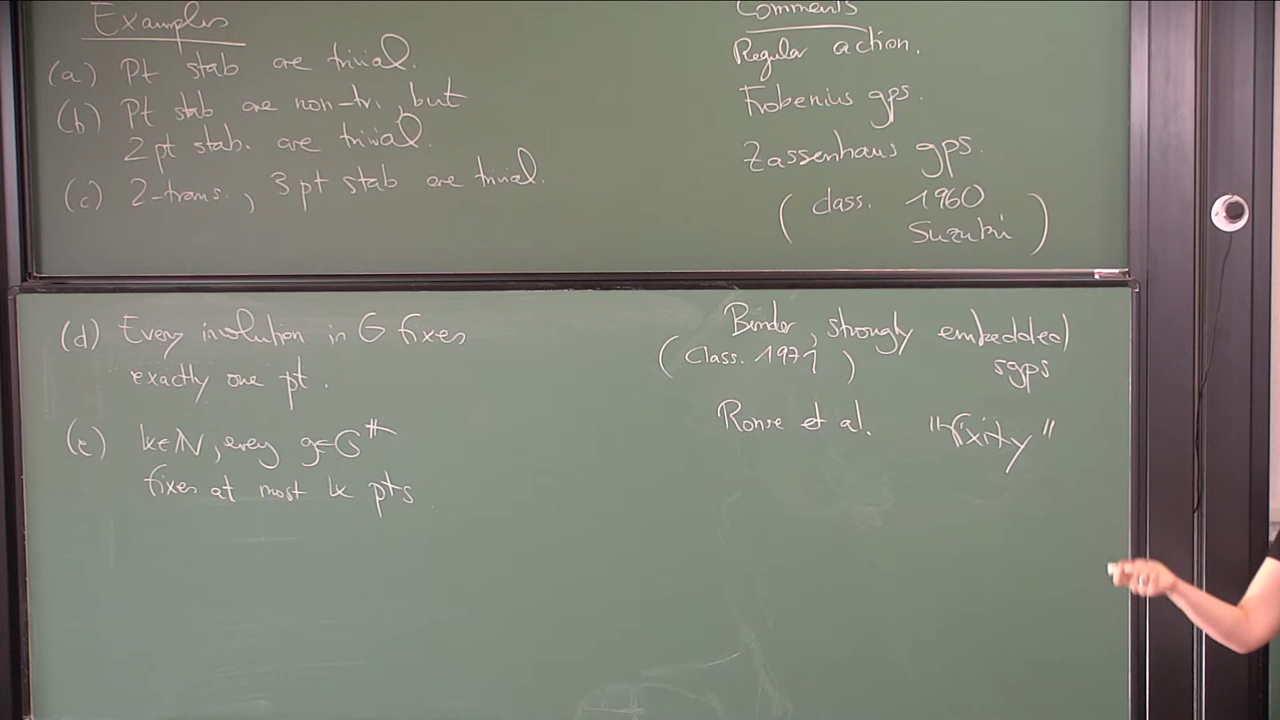 Examples
(a) Pt stab are trivial.
(b) Pt stab are non-tri., but
2 pt stab. are trivial.
(c) 2-trans., 3 pt stab are trivial.
Comments
Regular action.
Frobenius gps.
Zassenhaus gps.
( class. 1960
Suzuki )
(d) Every involution in G fixes
exactly one pt.
(e) k∈N, every g∈G^#
fixes at most k pts
Bender, strongly embedded
(Class. 1971) sgps
Ronse et al. "fixity"